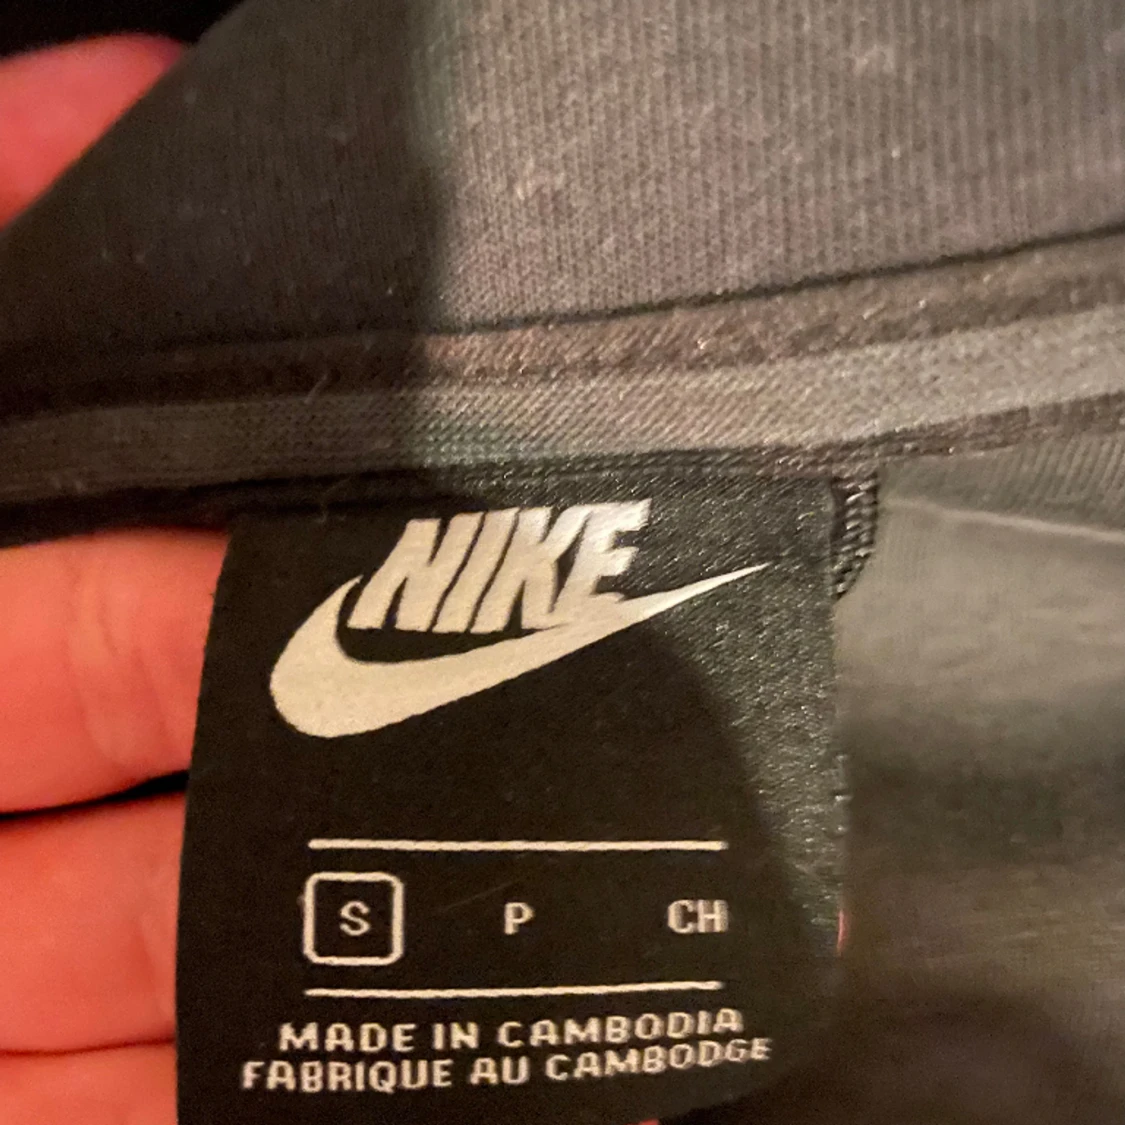 NIKE
S P CH
MADE IN CAMBODIA
FABRIQUE AU CAMBODGE